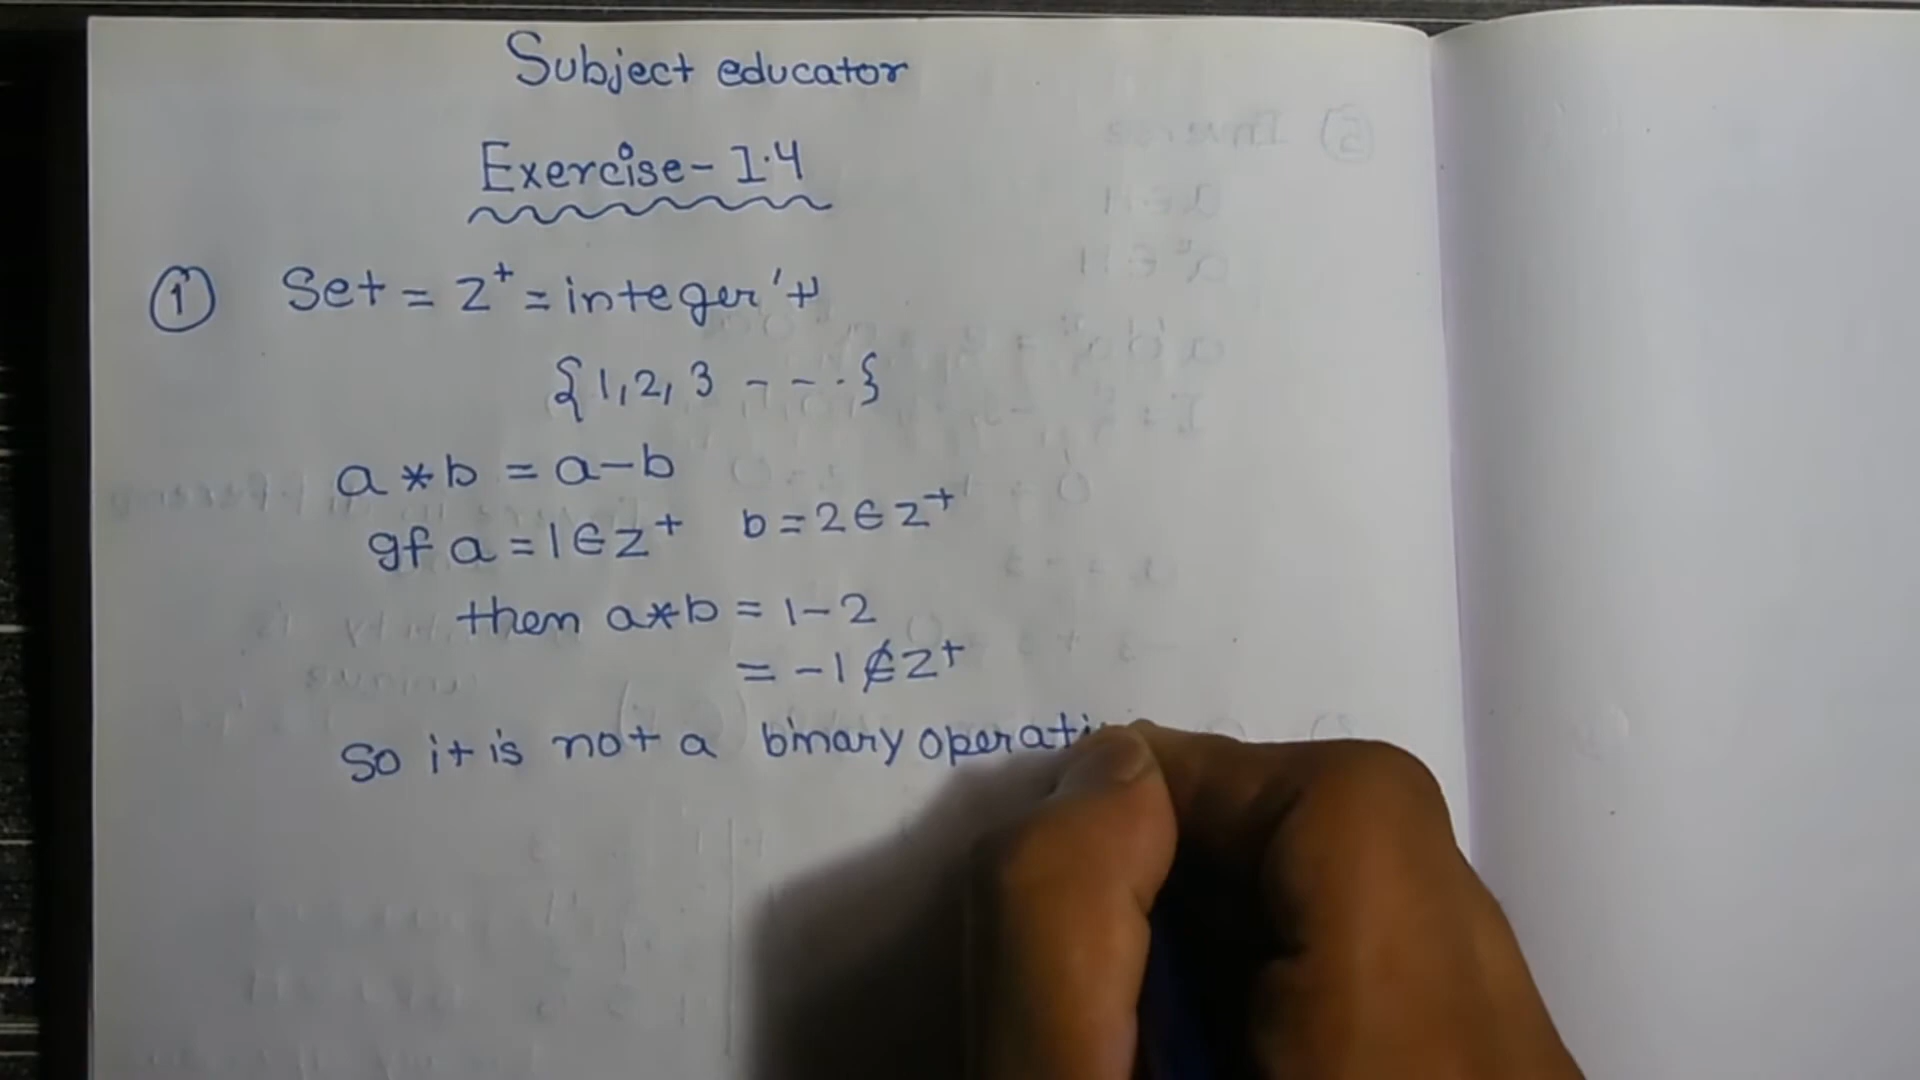 Subject educator
Exercise- 1.4
① Set = Z⁺ = integer '+'
{1, 2, 3 - - - }
a * b = a - b
If a = 1 ∈ Z⁺ b = 2 ∈ Z⁺
then a * b = 1 - 2
= -1 ∉ Z⁺
So it is not a binary operati